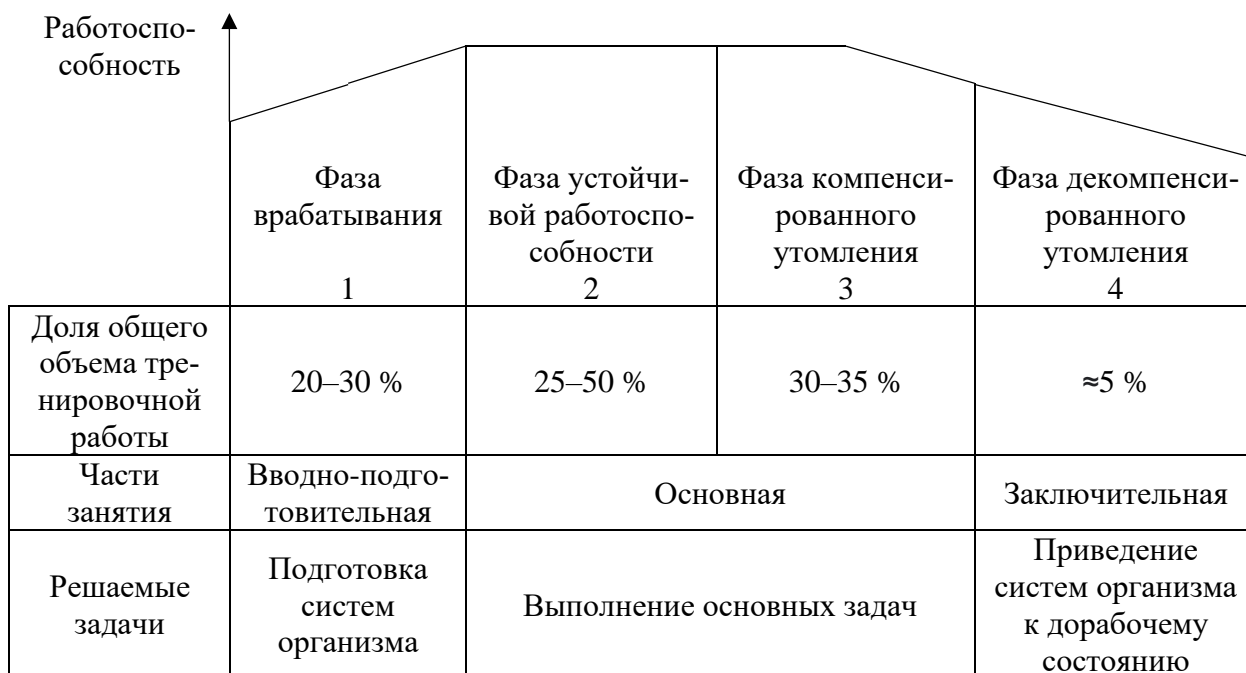 Работоспо-
собность
Фаза
врабатывания
1
Фаза устойчи-
вой работоспо-
собности
2
Фаза компенси-
рованного
утомления
3
Фаза декомпенси-
рованного
утомления
4
Доля общего
объема тре-
нировочной
работы
20–30 %
25–50 %
30–35 %
≈5 %
Части
занятия
Вводно-подго-
товительная
Основная
Заключительная
Решаемые
задачи
Подготовка
систем
организма
Выполнение основных задач
Приведение
систем организма
к дорабочему
состоянию